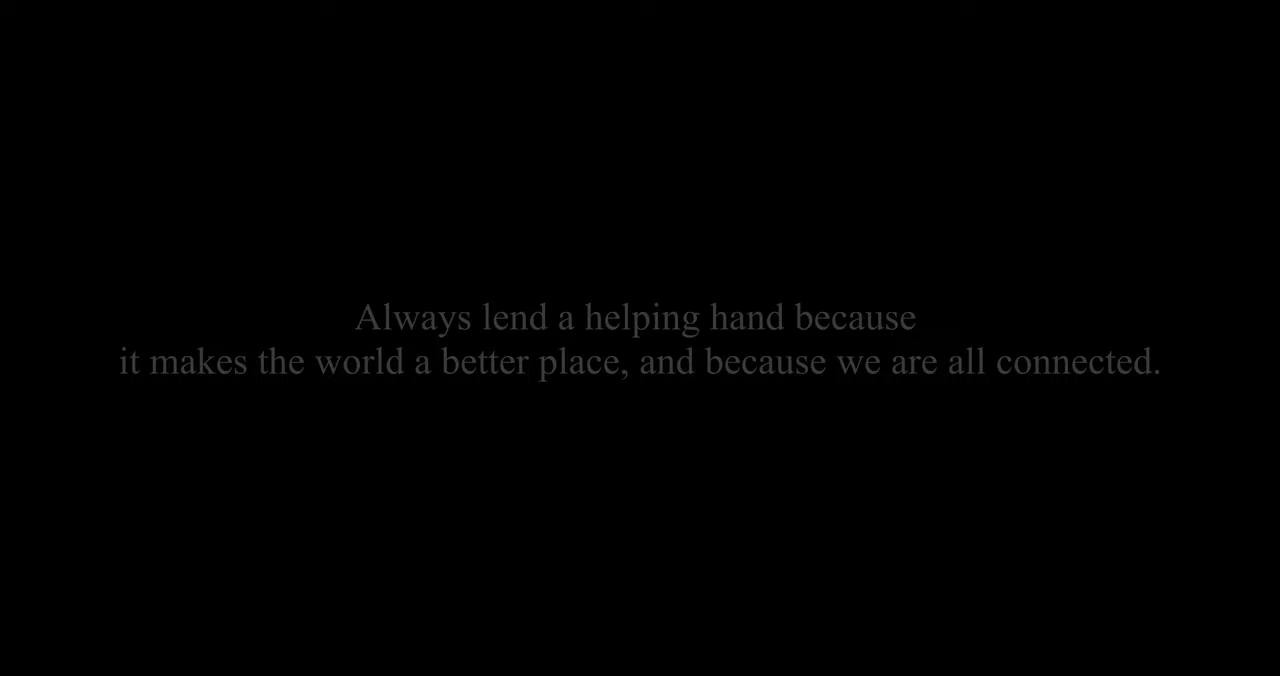 Always lend a helping hand because
it makes the world a better place, and because we are all connected.